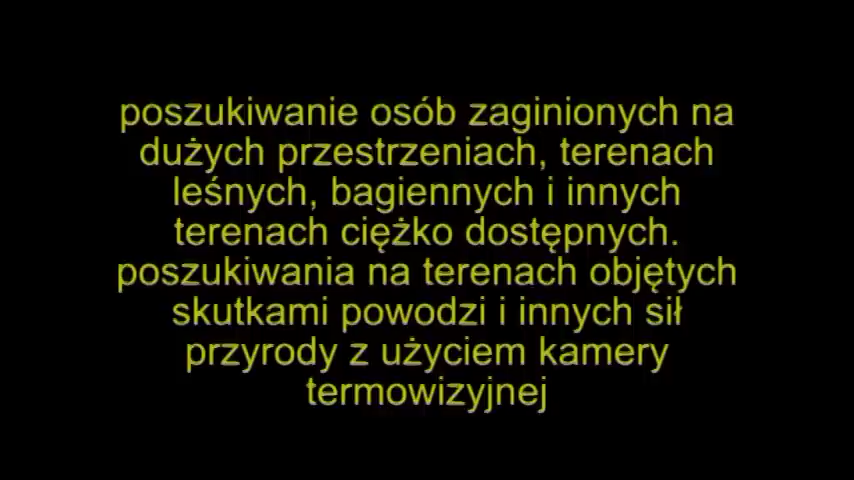 poszukiwanie osób zaginionych na
dużych przestrzeniach, terenach
leśnych, bagiennych i innych
terenach ciężko dostępnych.
poszukiwania na terenach objętych
skutkami powodzi i innych sił
przyrody z użyciem kamery
termowizyjnej